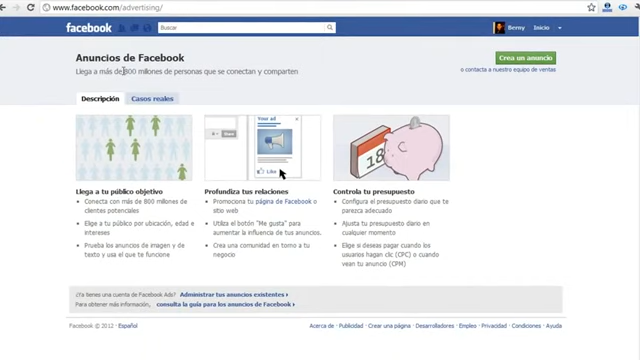 www.facebook.com/advertising/
facebook
Buscar
Berny
Inicio
Anuncios de Facebook
Llega a más de 800 millones de personas que se conectan y comparten
Crea un anuncio
o contacta a nuestro equipo de ventas
Descripción
Casos reales
Your ad
Share
Like
18
Llega a tu público objetivo
Conecta con más de 800 millones de
clientes potenciales
Elige a tu público por ubicación, edad e
intereses
Prueba los anuncios de imagen y de
texto y usa el que te funcione
Profundiza tus relaciones
Promociona tu página de Facebook o
sitio web
Utiliza el botón "Me gusta" para
aumentar la influencia de tus anuncios.
Crea una comunidad en torno a tu
negocio
Controla tu presupuesto
Configura el presupuesto diario que te
parezca adecuado
Ajusta tu presupuesto diario en
cualquier momento
Elige si deseas pagar cuando los
usuarios hagan clic (CPC) o cuando
vean tu anuncio (CPM)
¿Ya tienes una cuenta de Facebook Ads? Administrar tus anuncios existentes
Para obtener más información, consulta la guía para los anuncios de Facebook
Facebook © 2012 · Español
Acerca de · Publicidad · Crear una página · Desarrolladores · Empleo · Privacidad · Condiciones · Ayuda